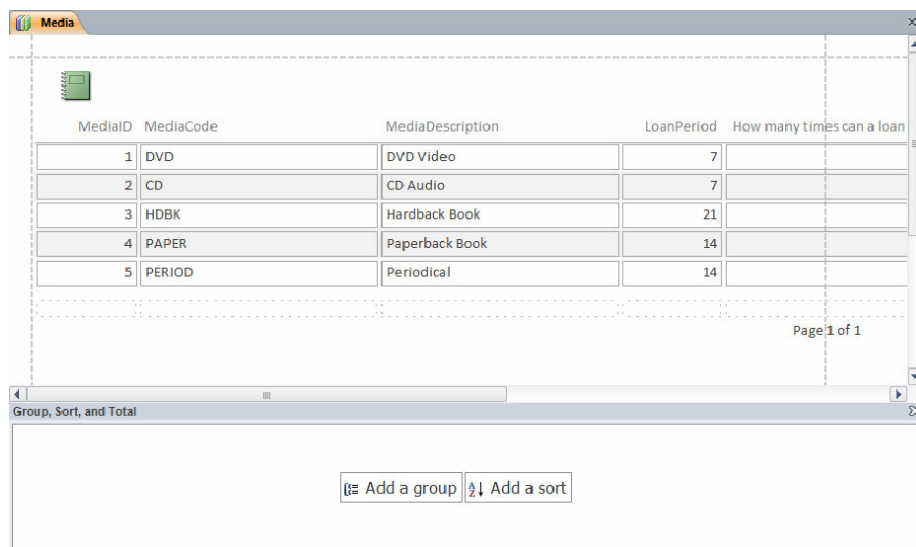 Media
MediaID MediaCode MediaDescription LoanPeriod How many times can a loan
1 DVD DVD Video 7
2 CD CD Audio 7
3 HDBK Hardback Book 21
4 PAPER Paperback Book 14
5 PERIOD Periodical 14
Page 1 of 1
Group, Sort, and Total
Add a group Add a sort